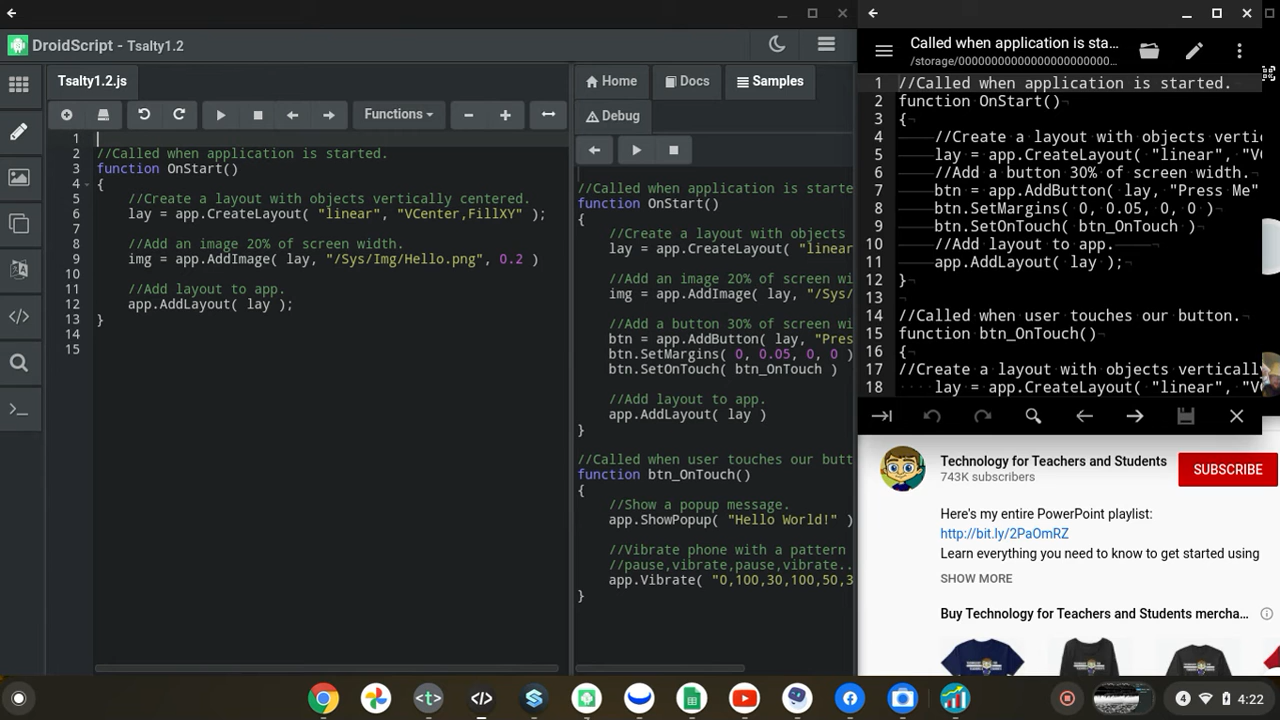 DroidScript - Tsalty1.2
Tsalty1.2.js
Functions
1
2 //Called when application is started.
3 function OnStart()
4 {
5 //Create a layout with objects vertically centered.
6 lay = app.CreateLayout( "linear", "VCenter,FillXY" );
7
8 //Add an image 20% of screen width.
9 img = app.AddImage( lay, "/Sys/Img/Hello.png", 0.2 )
10
11 //Add layout to app.
12 app.AddLayout( lay );
13 }
14
15
Home
Docs
Samples
Debug
//Called when application is starte
function OnStart()
{
//Create a layout with objects
lay = app.CreateLayout( "linear
//Add an image 20% of screen wi
img = app.AddImage( lay, "/Sys/
//Add a button 30% of screen wi
btn = app.AddButton( lay, "Pres
btn.SetMargins( 0, 0.05, 0, 0 )
btn.SetOnTouch( btn_OnTouch )
//Add layout to app.
app.AddLayout( lay )
}
//Called when user touches our butt
function btn_OnTouch()
{
//Show a popup message.
app.ShowPopup( "Hello World!" )
//Vibrate phone with a pattern
//pause,vibrate,pause,vibrate..
app.Vibrate( "0,100,30,100,50,3
}
Called when application is sta...
/storage/0000000000000000000000...
1 //Called when application is started.
2 function OnStart()
3 {
4 //Create a layout with objects verti
5 lay = app.CreateLayout( "linear", "V
6 //Add a button 30% of screen width.
7 btn = app.AddButton( lay, "Press Me"
8 btn.SetMargins( 0, 0.05, 0, 0 )
9 btn.SetOnTouch( btn_OnTouch )
10 //Add layout to app.
11 app.AddLayout( lay );
12 }
13
14 //Called when user touches our button.
15 function btn_OnTouch()
16 {
17 //Create a layout with objects vertically
18 lay = app.CreateLayout( "linear", "V
Technology for Teachers and Students
743K subscribers
SUBSCRIBE
Here's my entire PowerPoint playlist:
http://bit.ly/2PaOmRZ
Learn everything you need to know to get started using
SHOW MORE
Buy Technology for Teachers and Students mercha...
4
4:22